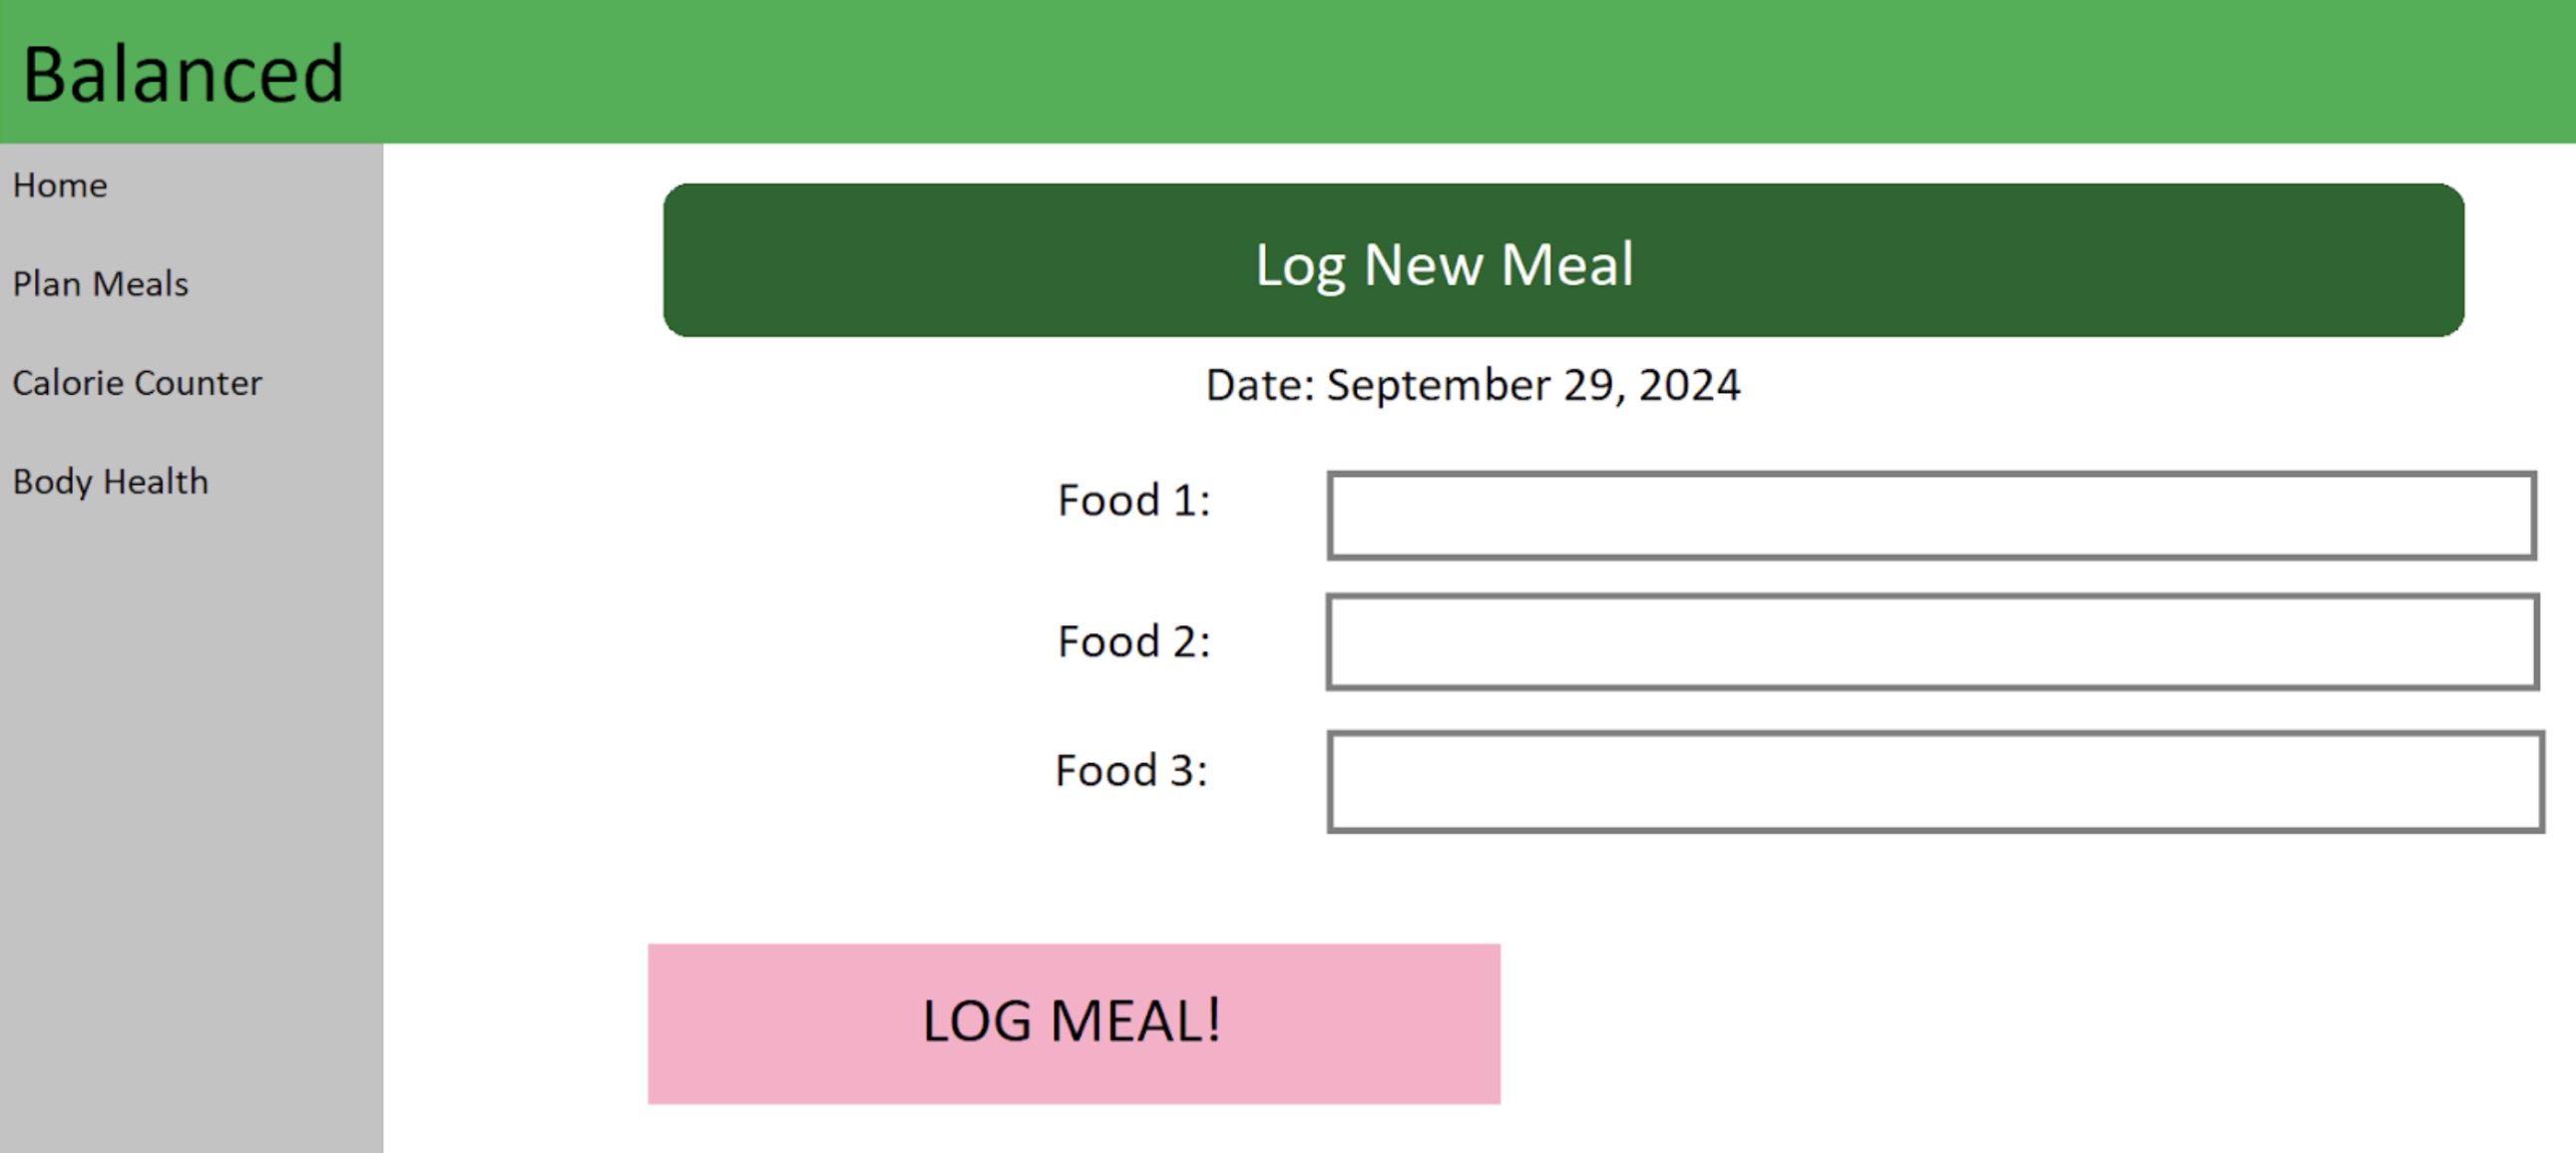 Balanced
Home
Plan Meals
Calorie Counter
Body Health
Log New Meal
Date: September 29, 2024
Food 1:
Food 2:
Food 3:
LOG MEAL!